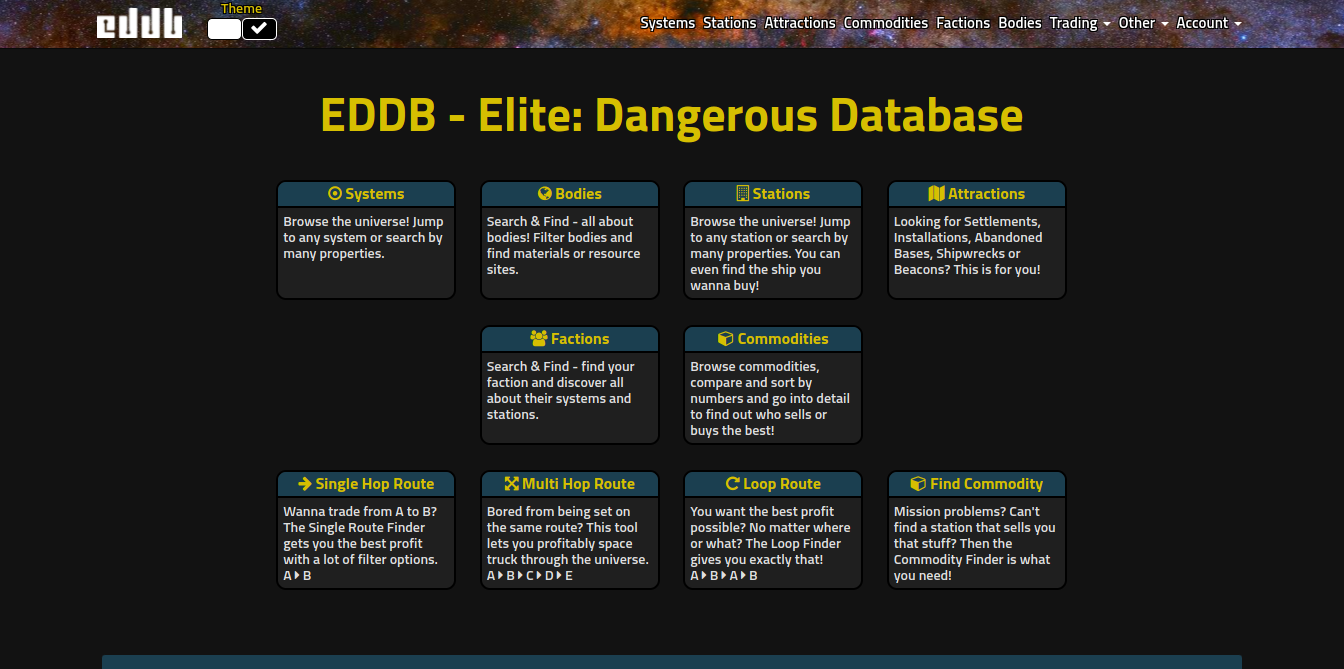 eddb
Theme
Systems Stations Attractions Commodities Factions Bodies Trading Other Account
EDDB - Elite: Dangerous Database
Systems
Browse the universe! Jump
to any system or search by
many properties.
Bodies
Search & Find - all about
bodies! Filter bodies and
find materials or resource
sites.
Stations
Browse the universe! Jump
to any station or search by
many properties. You can
even find the ship you
wanna buy!
Attractions
Looking for Settlements,
Installations, Abandoned
Bases, Shipwrecks or
Beacons? This is for you!
Factions
Search & Find - find your
faction and discover all
about their systems and
stations.
Commodities
Browse commodities,
compare and sort by
numbers and go into detail
to find out who sells or
buys the best!
Single Hop Route
Wanna trade from A to B?
The Single Route Finder
gets you the best profit
with a lot of filter options.
A B
Multi Hop Route
Bored from being set on
the same route? This tool
lets you profitably space
truck through the universe.
A B C D E
Loop Route
You want the best profit
possible? No matter where
or what? The Loop Finder
gives you exactly that!
A B A B
Find Commodity
Mission problems? Can't
find a station that sells you
that stuff? Then the
Commodity Finder is what
you need!